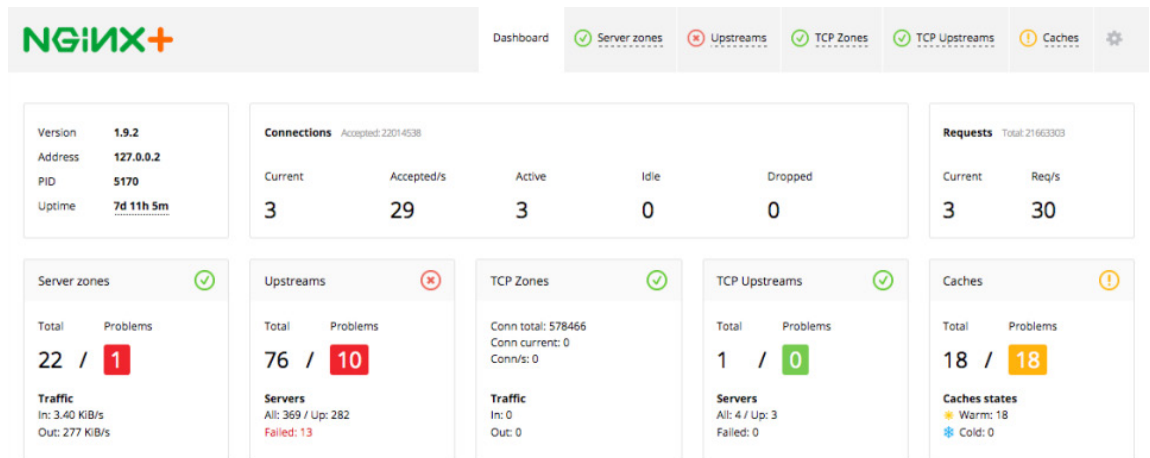 NGiNX+
Dashboard Server zones Upstreams TCP Zones TCP Upstreams Caches
Version 1.9.2
Address 127.0.0.2
PID 5170
Uptime 7d 11h 5m
Connections Accepted: 22014538
Current Accepted/s Active Idle Dropped
3 29 3 0 0
Requests Total: 21663303
Current Req/s
3 30
Server zones
Total Problems
22 / 1
Traffic
In: 3.40 KiB/s
Out: 277 KiB/s
Upstreams
Total Problems
76 / 10
Servers
All: 369 / Up: 282
Failed: 13
TCP Zones
Conn total: 578466
Conn current: 0
Conn/s: 0
Traffic
In: 0
Out: 0
TCP Upstreams
Total Problems
1 / 0
Servers
All: 4 / Up: 3
Failed: 0
Caches
Total Problems
18 / 18
Caches states
Warm: 18
Cold: 0